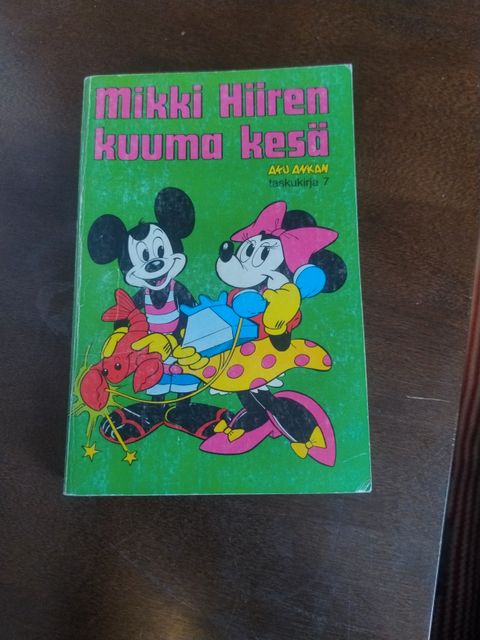 Mikki Hiiren
kuuma kesä
AKU ANKAN
taskukirja 7